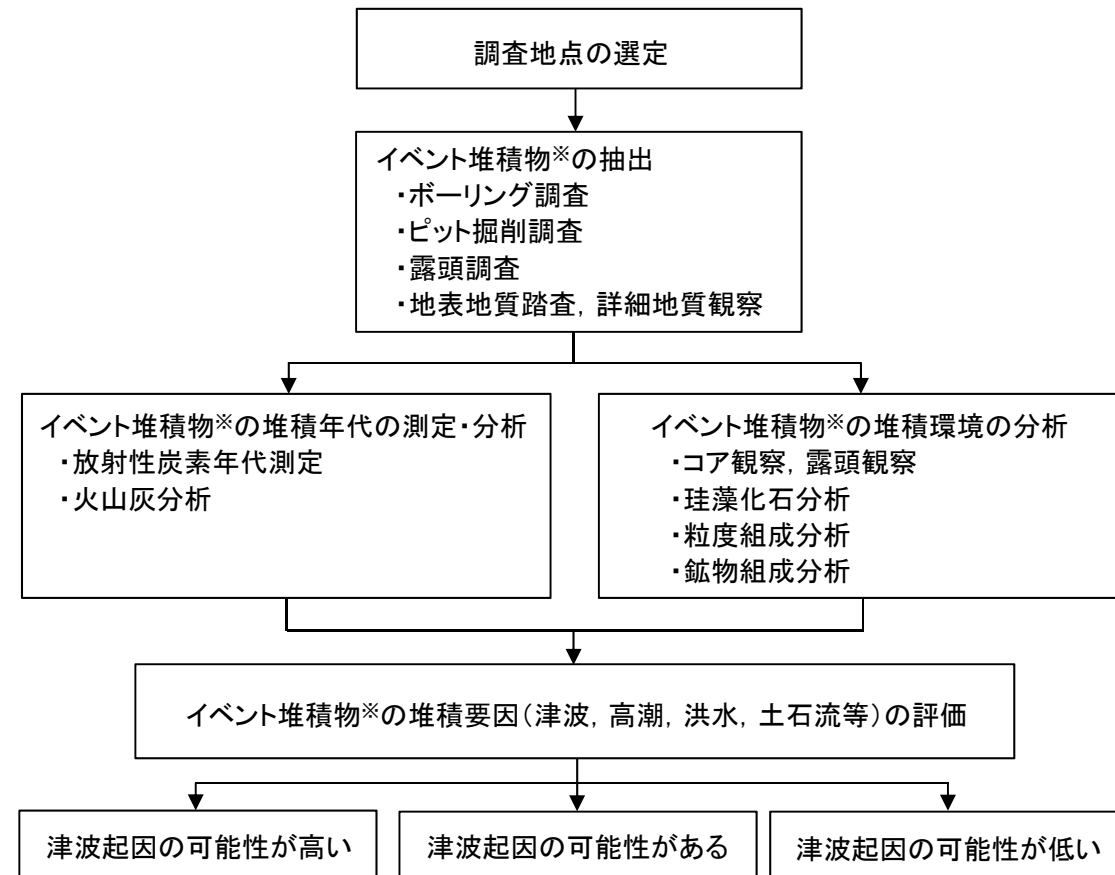 調査地点の選定
イベント堆積物※の抽出
・ボーリング調査
・ピット掘削調査
・露頭調査
・地表地質踏査，詳細地質観察
イベント堆積物※の堆積年代の測定・分析
・放射性炭素年代測定
・火山灰分析
イベント堆積物※の堆積環境の分析
・コア観察，露頭観察
・珪藻化石分析
・粒度組成分析
・鉱物組成分析
イベント堆積物※の堆積要因（津波，高潮，洪水，土石流等）の評価
津波起因の可能性が高い
津波起因の可能性がある
津波起因の可能性が低い